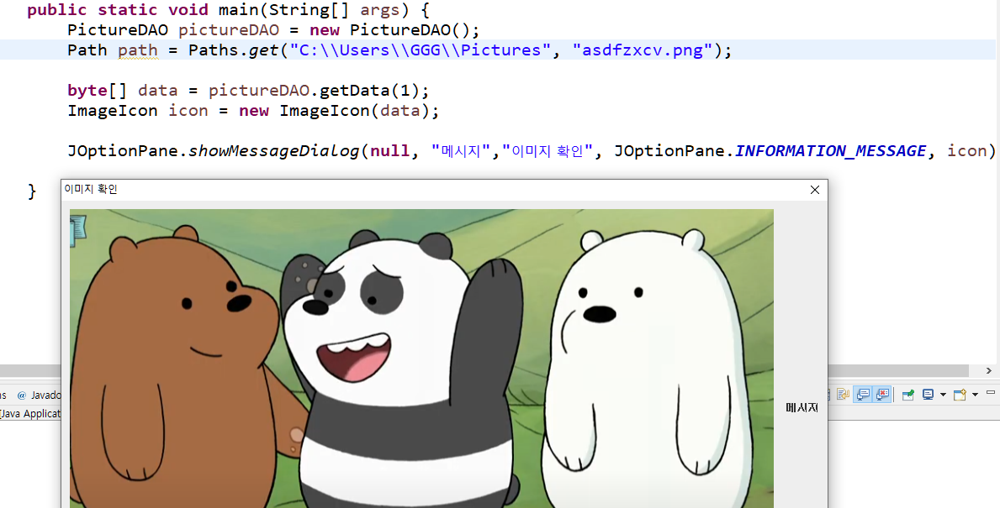 public static void main(String[] args) {
PictureDAO pictureDAO = new PictureDAO();
Path path = Paths.get("C:\\Users\\GGG\\Pictures", "asdfzxcv.png");
byte[] data = pictureDAO.getData(1);
ImageIcon icon = new ImageIcon(data);
JOptionPane.showMessageDialog(null, "메시지","이미지 확인", JOptionPane.INFORMATION_MESSAGE, icon)
}
이미지 확인
메시지
ns @ Javado
[Java Applicat